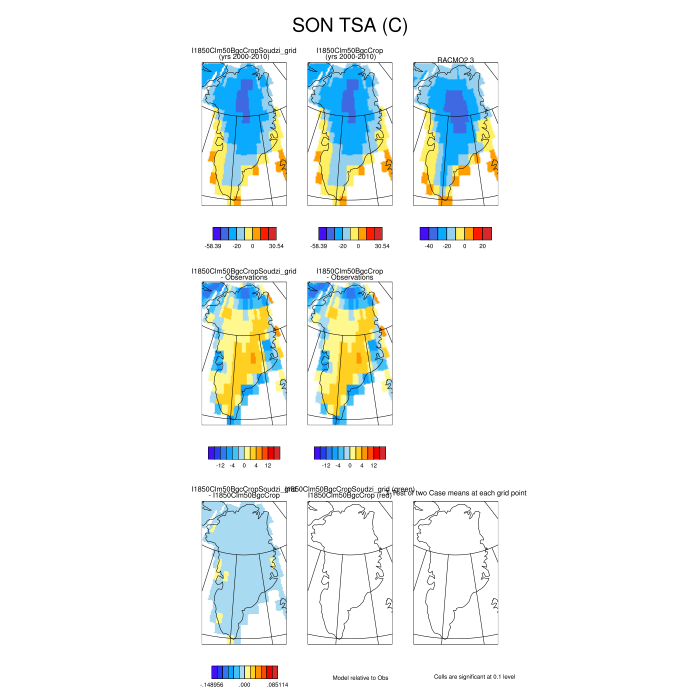 SON TSA (C)
I1850Clm50BgcCropSoudzi_grid
(yrs 2000-2010)
I1850Clm50BgcCrop
(yrs 2000-2010)
RACMO2.3
-58.39 -20 0 30.54
-58.39 -20 0 30.54
-40 -20 0 20
I1850Clm50BgcCropSoudzi_grid
- Observations
I1850Clm50BgcCrop
- Observations
-12 -4 0 4 12
-12 -4 0 4 12
I1850Clm50BgcCropSoudzi_grid
- I1850Clm50BgcCrop
I1850Clm50BgcCropSoudzi_grid (green)
I1850Clm50BgcCrop (red)
Test of two Case means at each grid point
-.148956 .000 .085114
Model relative to Obs
Cells are significant at 0.1 level